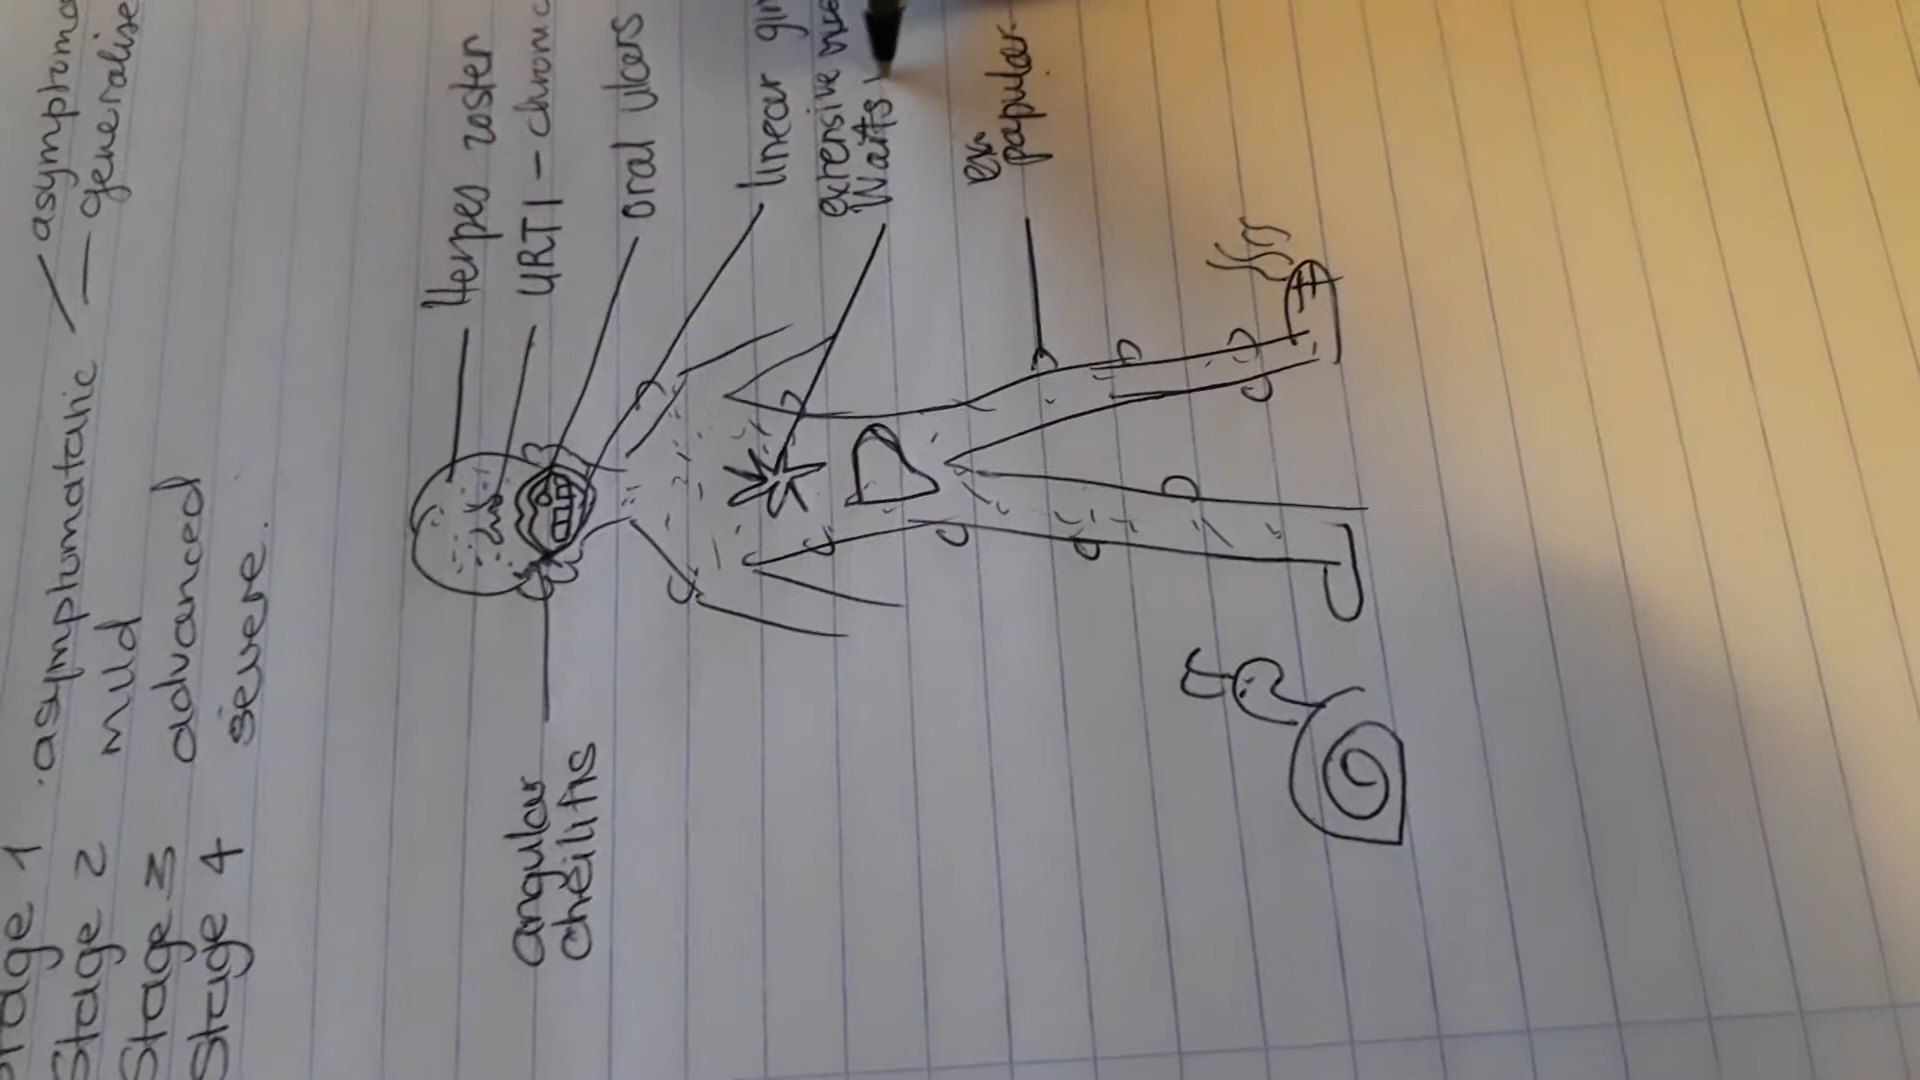 Stage 1 . asymptomatic - asymptoma
- generalise
Stage 2 mild
Stage 3 advanced
Stage 4 severe.
Herpes zoster
URTI - chronic
oral ulcers
linear gin
extensive
Warts
papular
angular
cheilitis